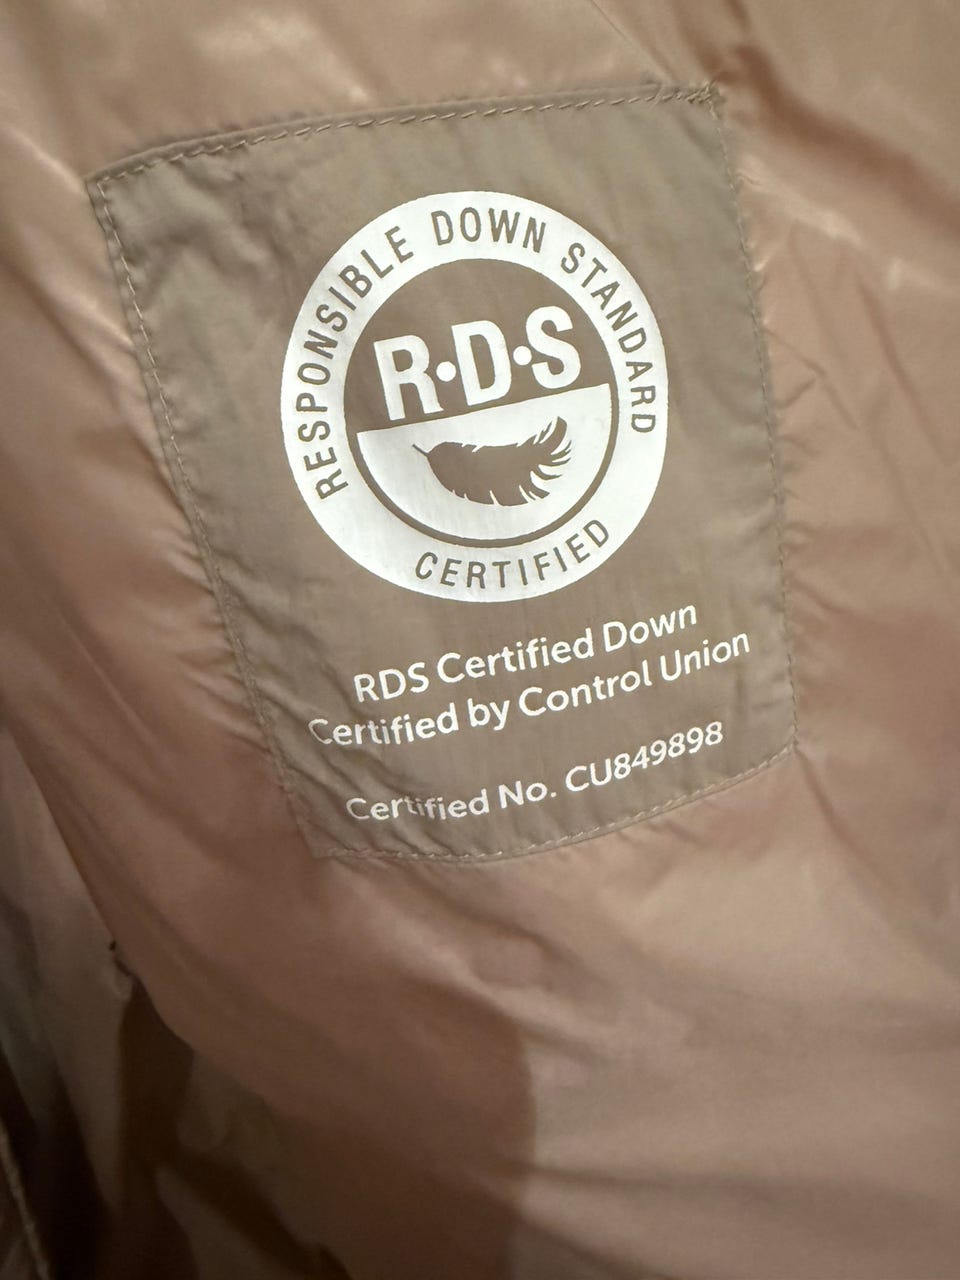 RESPONSIBLE DOWN STANDARD
R·D·S
CERTIFIED
RDS Certified Down
Certified by Control Union
Certified No. CU849898